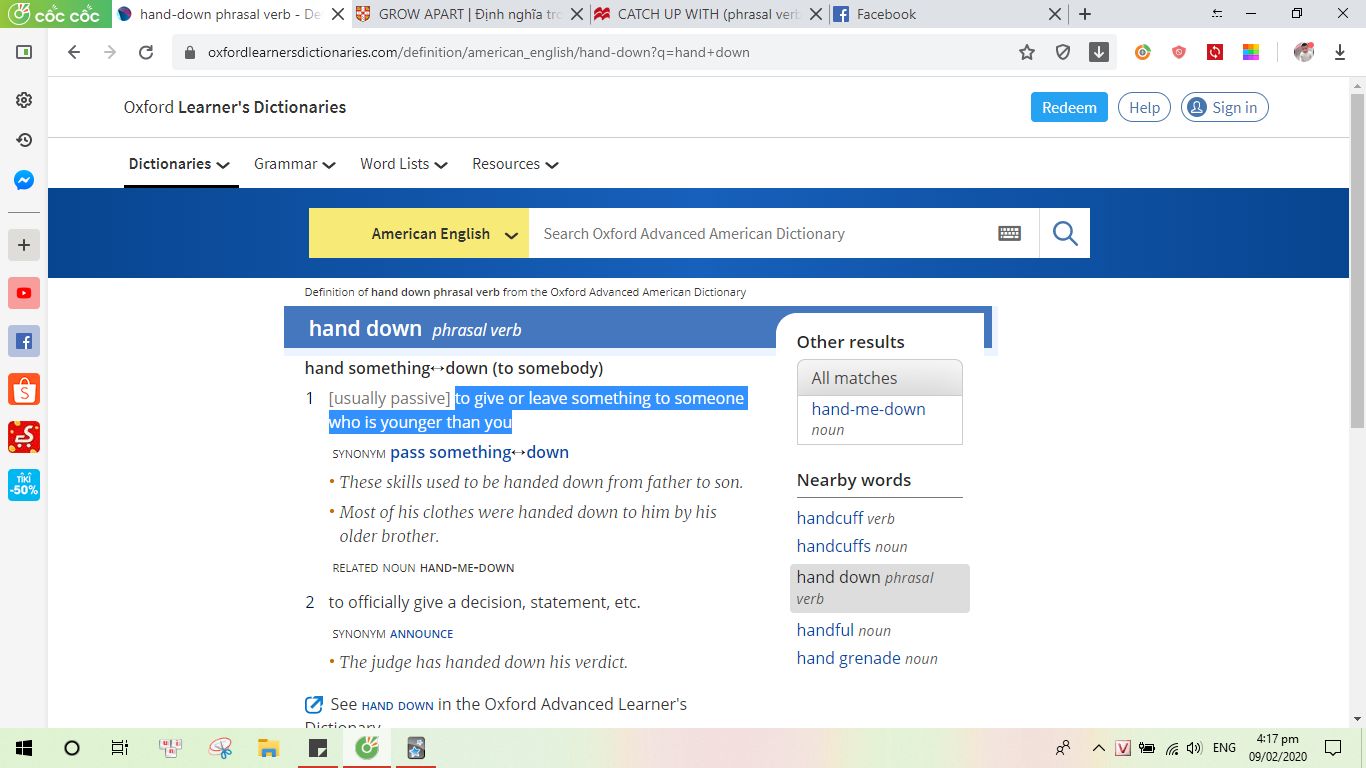 cốc cốc
hand-down phrasal verb - De
GROW APART | Định nghĩa tro
CATCH UP WITH (phrasal verb
Facebook
oxfordlearnersdictionaries.com/definition/american_english/hand-down?q=hand+down
Oxford Learner's Dictionaries
Redeem
Help
Sign in
Dictionaries
Grammar
Word Lists
Resources
American English
Search Oxford Advanced American Dictionary
Definition of hand down phrasal verb from the Oxford Advanced American Dictionary
hand down phrasal verb
hand something↔down (to somebody)
1 [usually passive] to give or leave something to someone
who is younger than you
SYNONYM pass something↔down
• These skills used to be handed down from father to son.
• Most of his clothes were handed down to him by his
older brother.
RELATED NOUN HAND-ME-DOWN
2 to officially give a decision, statement, etc.
SYNONYM ANNOUNCE
• The judge has handed down his verdict.
See HAND DOWN in the Oxford Advanced Learner's
Dictionary
Other results
All matches
hand-me-down
noun
Nearby words
handcuff verb
handcuffs noun
hand down phrasal
verb
handful noun
hand grenade noun
TIKI
-50%
V
ENG
4:17 pm
09/02/2020